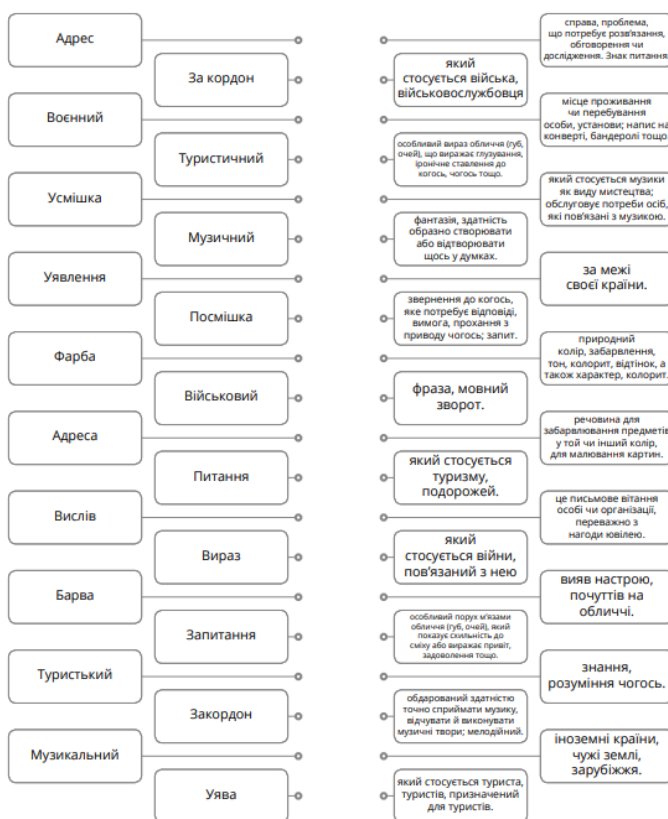 Адрес
За кордон
Воєнний
Туристичний
Усмішка
Музичний
Уявлення
Посмішка
Фарба
Військовий
Адреса
Питання
Вислів
Вираз
Барва
Запитання
Туристький
Закордон
Музикальний
Уява
справа, проблема,
що потребує розв'язання,
обговорення чи
дослідження. Знак питання.
який
стосується війська,
військовослужбовця
місце проживання
чи перебування
особи, установи; напис на
конверті, бандеролі тощо.
особливий вираз обличчя (губ,
очей), що виражає глузування,
іронічне ставлення до
когось, чогось тощо.
який стосується музики
як виду мистецтва;
обслуговує потреби осіб,
які пов'язані з музикою.
фантазія, здатність
образно створювати
або відтворювати
щось у думках.
за межі
своєї країни.
звернення до когось,
яке потребує відповіді,
вимога, прохання з
приводу чогось; запит.
природний
колір, забарвлення,
тон, колорит, відтінок, а
також характер, колорит.
фраза, мовний
зворот.
речовина для
забарвлювання предметів
у той чи інший колір,
для малювання картин.
який стосується
туризму,
подорожей.
це письмове вітання
особі чи організації,
переважно з
нагоди ювілею.
який
стосується війни,
пов'язаний з нею
вияв настрою,
почуттів на
обличчі.
особливий порух м'язами
обличчя (губ, очей), який
показує схильність до
сміху або виражає привіт,
задоволення тощо.
знання,
розуміння чогось.
обдарований здатністю
точно сприймати музику,
відчувати й виконувати
музичні твори; мелодійний.
іноземні країни,
чужі землі,
зарубіжжя.
який стосується туриста,
туристів, призначений
для туристів.